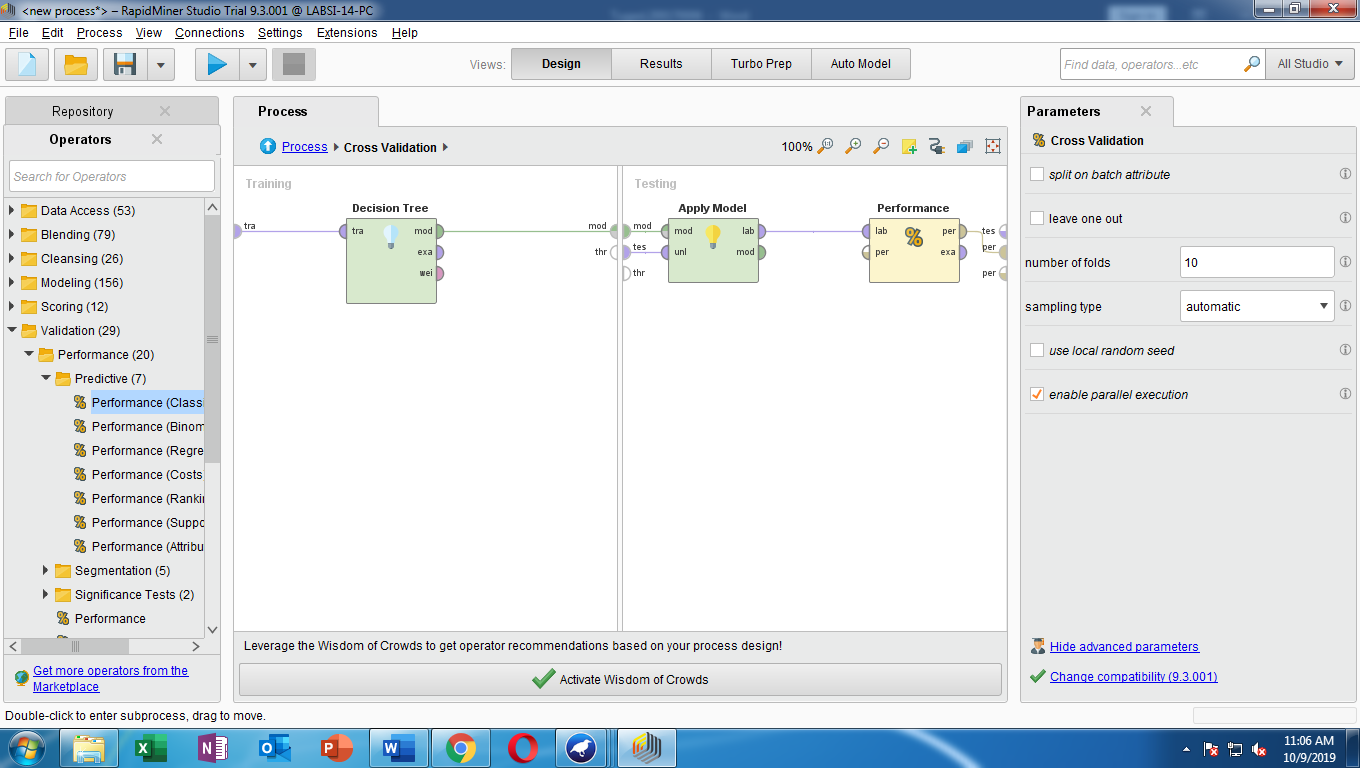 <new process*> – RapidMiner Studio Trial 9.3.001 @ LABSI-14-PC
File Edit Process View Connections Settings Extensions Help
Views: Design Results Turbo Prep Auto Model Find data, operators...etc All Studio
Repository
Operators
Search for Operators
Data Access (53)
Blending (79)
Cleansing (26)
Modeling (156)
Scoring (12)
Validation (29)
Performance (20)
Predictive (7)
Performance (Class
Performance (Binom
Performance (Regre
Performance (Costs
Performance (Rankin
Performance (Suppo
Performance (Attribu
Segmentation (5)
Significance Tests (2)
Performance
Get more operators from the
Marketplace
Process
Process Cross Validation 100%
Training
Decision Tree
tra tra mod mod
exa thr
wei
Testing
Apply Model Performance
mod mod lab lab per tes
tes unl mod per exa per
thr per
Leverage the Wisdom of Crowds to get operator recommendations based on your process design!
Activate Wisdom of Crowds
Parameters
Cross Validation
split on batch attribute
leave one out
number of folds 10
sampling type automatic
use local random seed
enable parallel execution
Hide advanced parameters
Change compatibility (9.3.001)
Double-click to enter subprocess, drag to move.
11:06 AM
10/9/2019